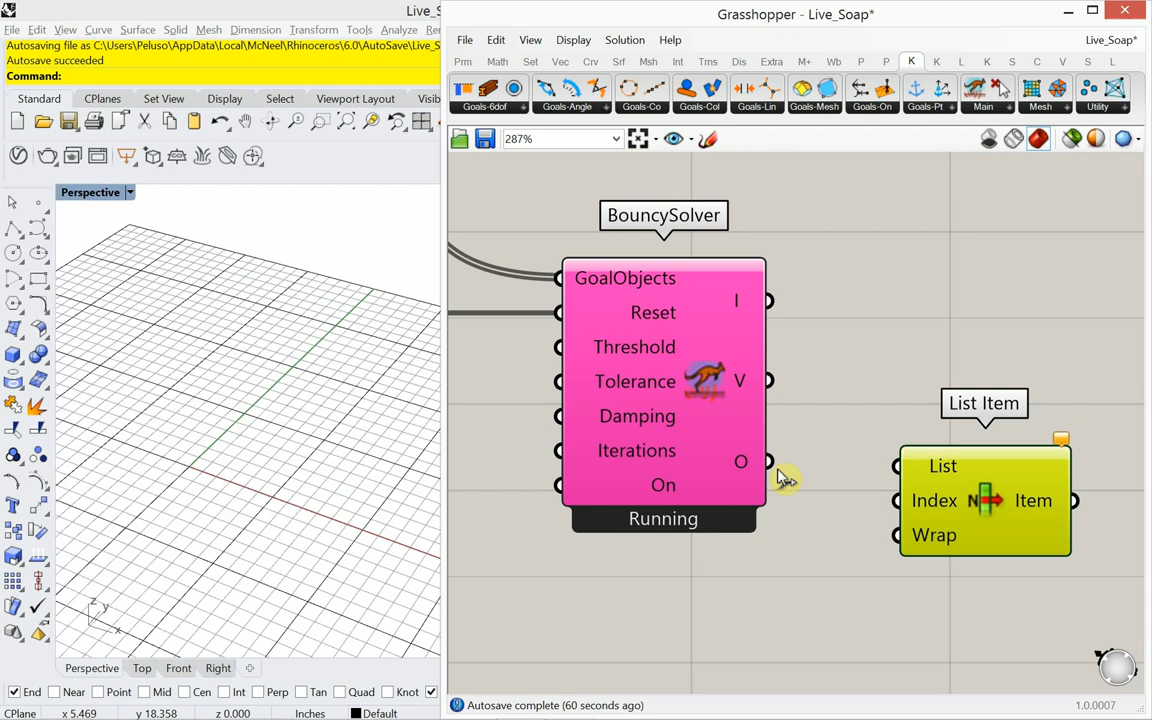 Live_S
File Edit View Curve Surface Solid Mesh Dimension Transform Tools Analyze
Autosaving file as C:\Users\Peluso\AppData\Local\McNeel\Rhinoceros\6.0\AutoSave\Live_S
Autosave succeeded
Command:
Standard CPlanes Set View Display Select Viewport Layout Visib
Perspective
z y
x
Perspective Top Front Right
End Near Point Mid Cen Int Perp Tan Quad Knot
CPlane x 5.469 y 18.358 z 0.000 Inches Default
Grasshopper - Live_Soap*
File Edit View Display Solution Help Live_Soap*
Prm Math Set Vec Crv Srf Msh Int Trns Dis Extra M+ Wb P P K K L K S C V S L
Goals-6dof Goals-Angle Goals-Co Goals-Col Goals-Lin Goals-Mesh Goals-On Goals-Pt Main Mesh Utility
287%
BouncySolver
GoalObjects
Reset
Threshold
Tolerance
Damping
Iterations
On
I
V
O
Running
List Item
List
Index
Wrap
N
Item
Autosave complete (60 seconds ago) 1.0.0007